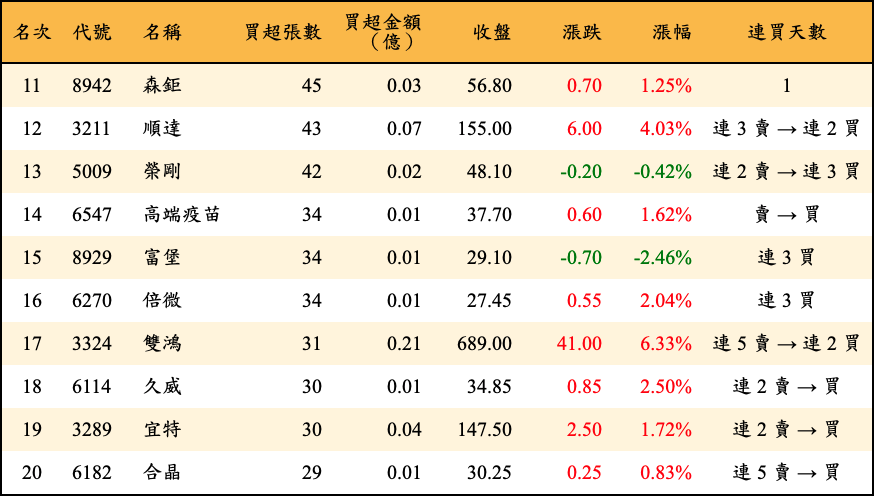 名次 代號 名稱 買超張數 買超金額（億） 收盤 漲跌 漲幅 連買天數
11 8942 森鉅 45 0.03 56.80 0.70 1.25% 1
12 3211 順達 43 0.07 155.00 6.00 4.03% 連 3 賣 → 連 2 買
13 5009 榮剛 42 0.02 48.10 -0.20 -0.42% 連 2 賣 → 連 3 買
14 6547 高端疫苗 34 0.01 37.70 0.60 1.62% 賣 → 買
15 8929 富堡 34 0.01 29.10 -0.70 -2.46% 連 3 買
16 6270 倍微 34 0.01 27.45 0.55 2.04% 連 3 買
17 3324 雙鴻 31 0.21 689.00 41.00 6.33% 連 5 賣 → 連 2 買
18 6114 久威 30 0.01 34.85 0.85 2.50% 連 2 賣 → 買
19 3289 宜特 30 0.04 147.50 2.50 1.72% 連 2 賣 → 買
20 6182 合晶 29 0.01 30.25 0.25 0.83% 連 5 賣 → 買